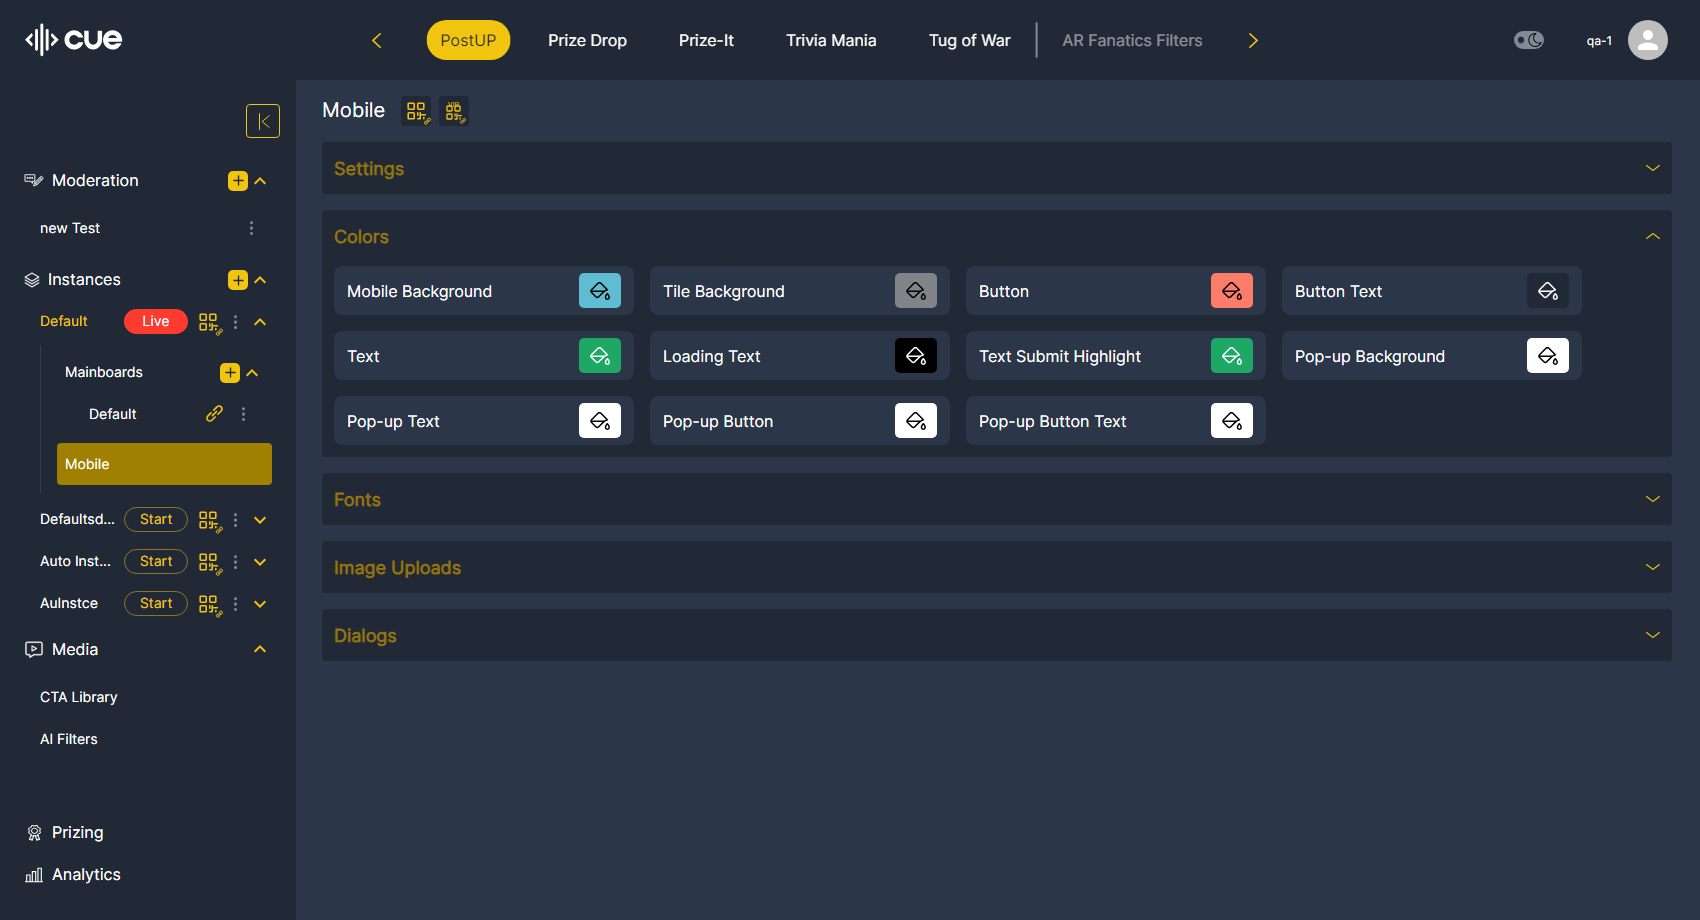 cue
PostUP
Prize Drop
Prize-It
Trivia Mania
Tug of War
AR Fanatics Filters
qa-1
Moderation
new Test
Instances
Default
Live
Mainboards
Default
Mobile
Defaultsd...
Start
Auto Inst...
Start
AuInstce
Start
Media
CTA Library
AI Filters
Prizing
Analytics
Mobile
VIP
Settings
Colors
Mobile Background
Tile Background
Button
Button Text
Text
Loading Text
Text Submit Highlight
Pop-up Background
Pop-up Text
Pop-up Button
Pop-up Button Text
Fonts
Image Uploads
Dialogs